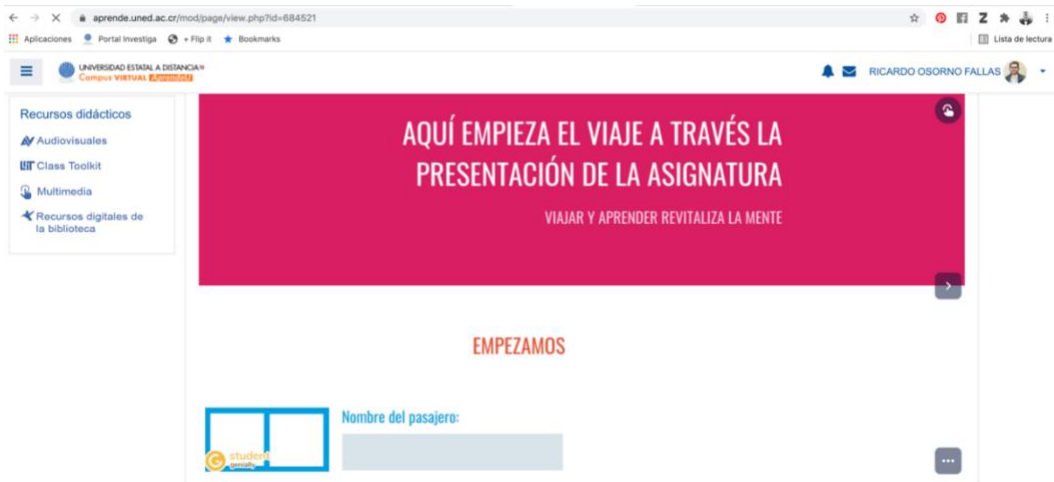 aprende.uned.ac.cr/mod/page/view.php?id=684521
Aplicaciones Portal Investiga + Flip it Bookmarks Lista de lectura
UNIVERSIDAD ESTATAL A DISTANCIA
Campus VIRTUAL AprendeU
RICARDO OSORNO FALLAS
Recursos didácticos
Audiovisuales
Class Toolkit
Multimedia
Recursos digitales de
la biblioteca
AQUÍ EMPIEZA EL VIAJE A TRAVÉS LA
PRESENTACIÓN DE LA ASIGNATURA
VIAJAR Y APRENDER REVITALIZA LA MENTE
EMPEZAMOS
Nombre del pasajero:
student
genially